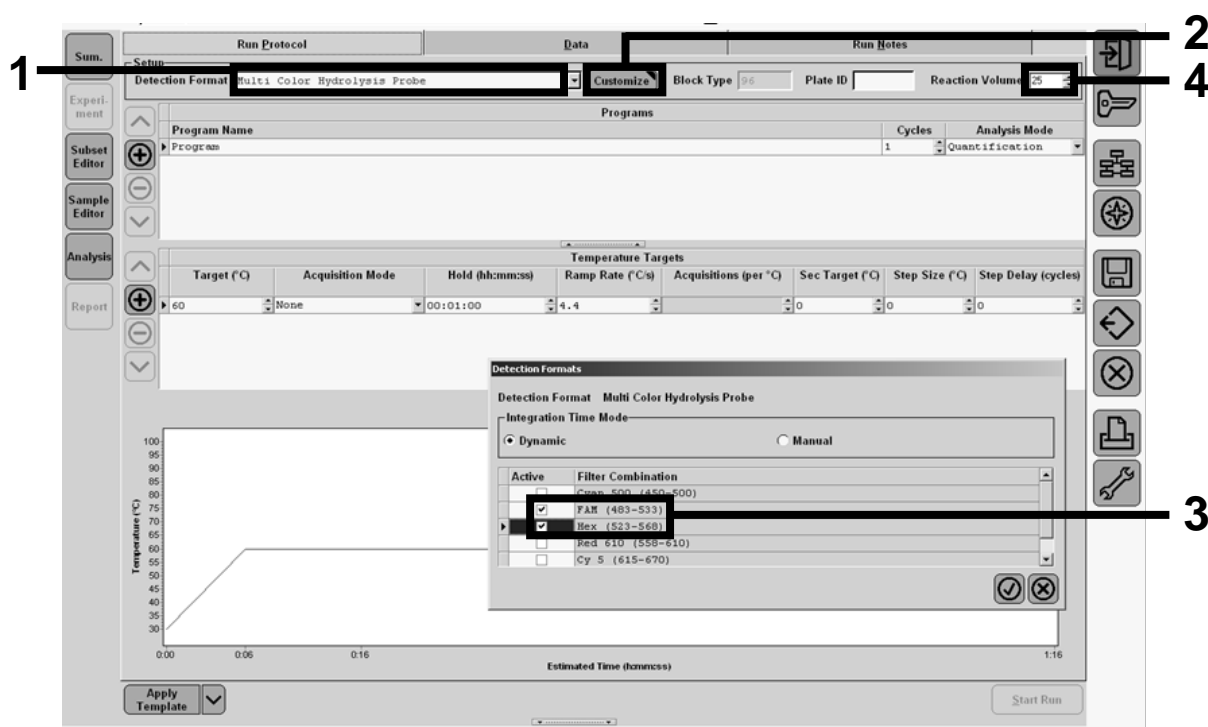 2
1
4
3
Sum.
Experi-
ment
Subset
Editor
Sample
Editor
Analysis
Report
Run Protocol
Data
Run Notes
Setup
Detection Format
Multi Color Hydrolysis Probe
Customize
Block Type 96
Plate ID
Reaction Volume 25
Programs
Program Name Cycles Analysis Mode
Program 1 Quantification
Temperature Targets
Target (°C) Acquisition Mode Hold (hh:mm:ss) Ramp Rate (°C/s) Acquisitions (per °C) Sec Target (°C) Step Size (°C) Step Delay (cycles)
60 None 00:01:00 4.4 0 0 0
Detection Formats
Detection Format Multi Color Hydrolysis Probe
Integration Time Mode
Dynamic Manual
Active Filter Combination
Cyan 500 (450-500)
FAM (483-533)
Hex (523-568)
Red 610 (558-610)
Cy 5 (615-670)
Temperature (°C)
100
95
90
85
80
75
70
65
60
55
50
45
40
35
30
0:00 0:06 0:16 1:16
Estimated Time (h:mm:ss)
Apply
Template
Start Run